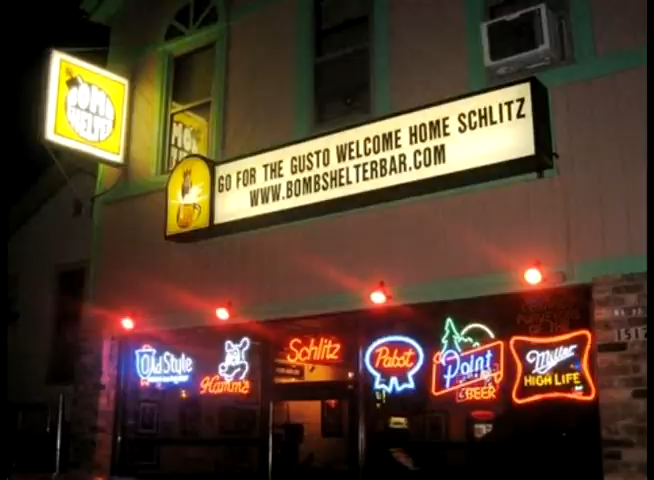 BOMB
SHELTER
GO FOR THE GUSTO WELCOME HOME SCHLITZ
WWW.BOMBSHELTERBAR.COM
Old Style
Hamm's
Schlitz
Pabst
Point
BEER
Miller
HIGH LIFE